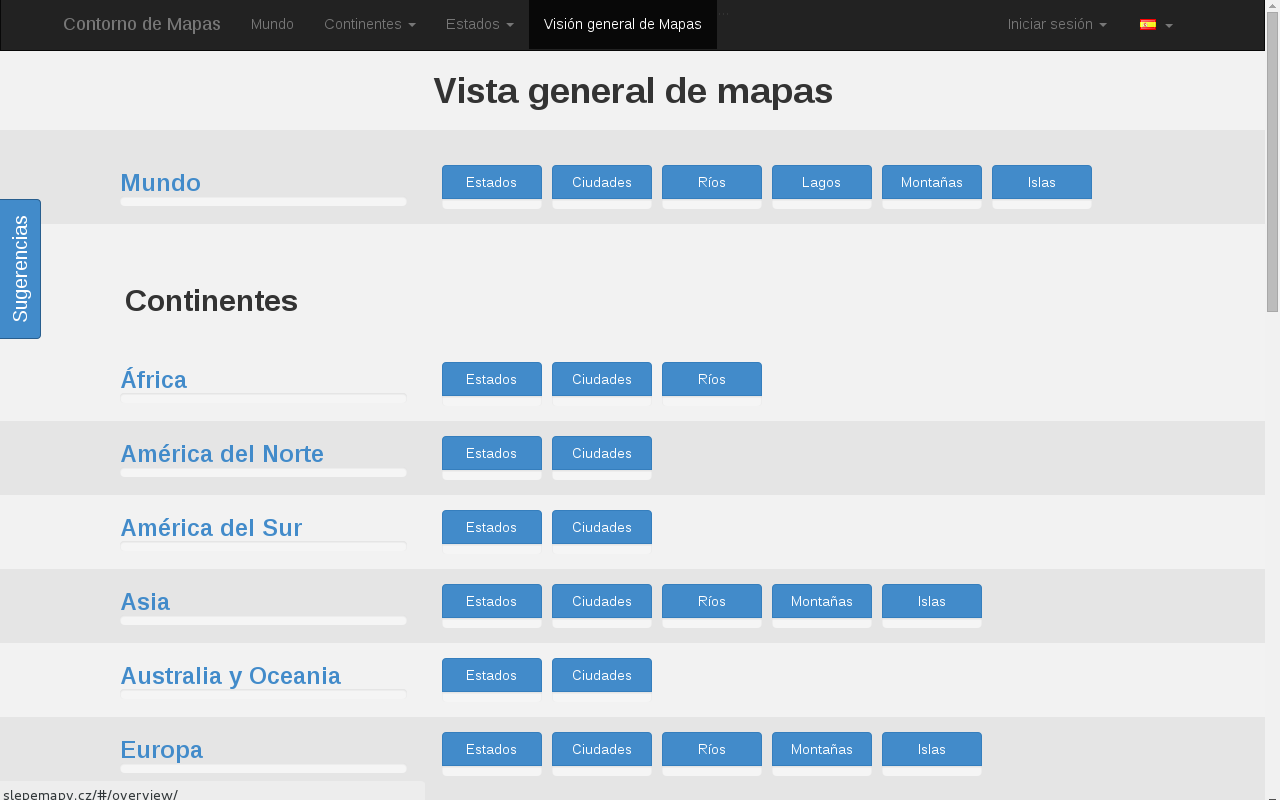 Contorno de Mapas Mundo Continentes Estados Visión general de Mapas ... Iniciar sesión
Vista general de mapas
Mundo Estados Ciudades Ríos Lagos Montañas Islas
Sugerencias
Continentes
África Estados Ciudades Ríos
América del Norte Estados Ciudades
América del Sur Estados Ciudades
Asia Estados Ciudades Ríos Montañas Islas
Australia y Oceania Estados Ciudades
Europa Estados Ciudades Ríos Montañas Islas
slepemapy.cz/#/overview/